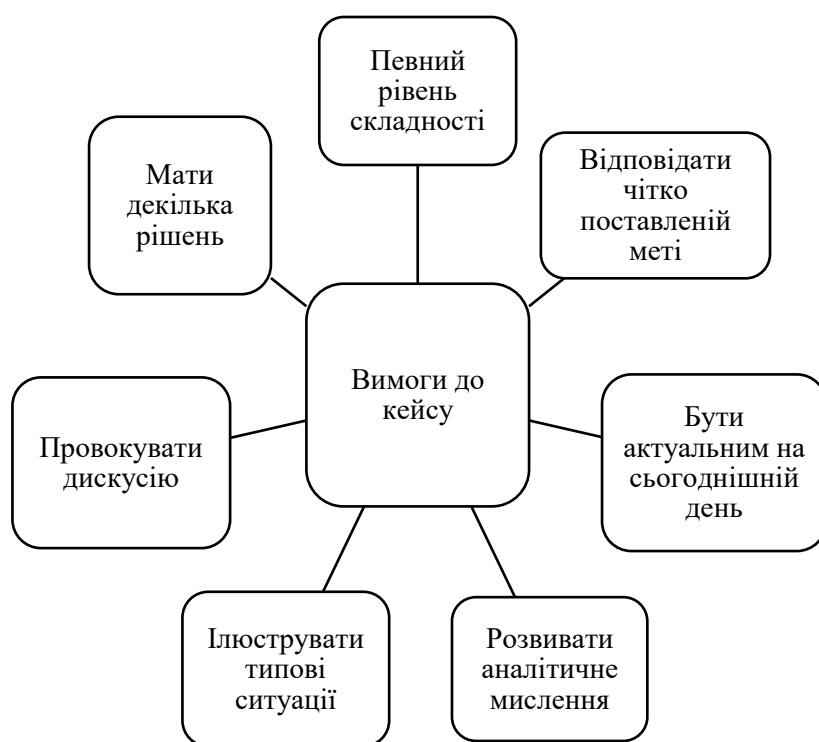 Певний
рівень
складності
Мати
декілька
рішень
Відповідати
чітко
поставленій
меті
Вимоги до
кейсу
Провокувати
дискусію
Бути
актуальним на
сьогоднішній
день
Ілюструвати
типові
ситуації
Розвивати
аналітичне
мислення